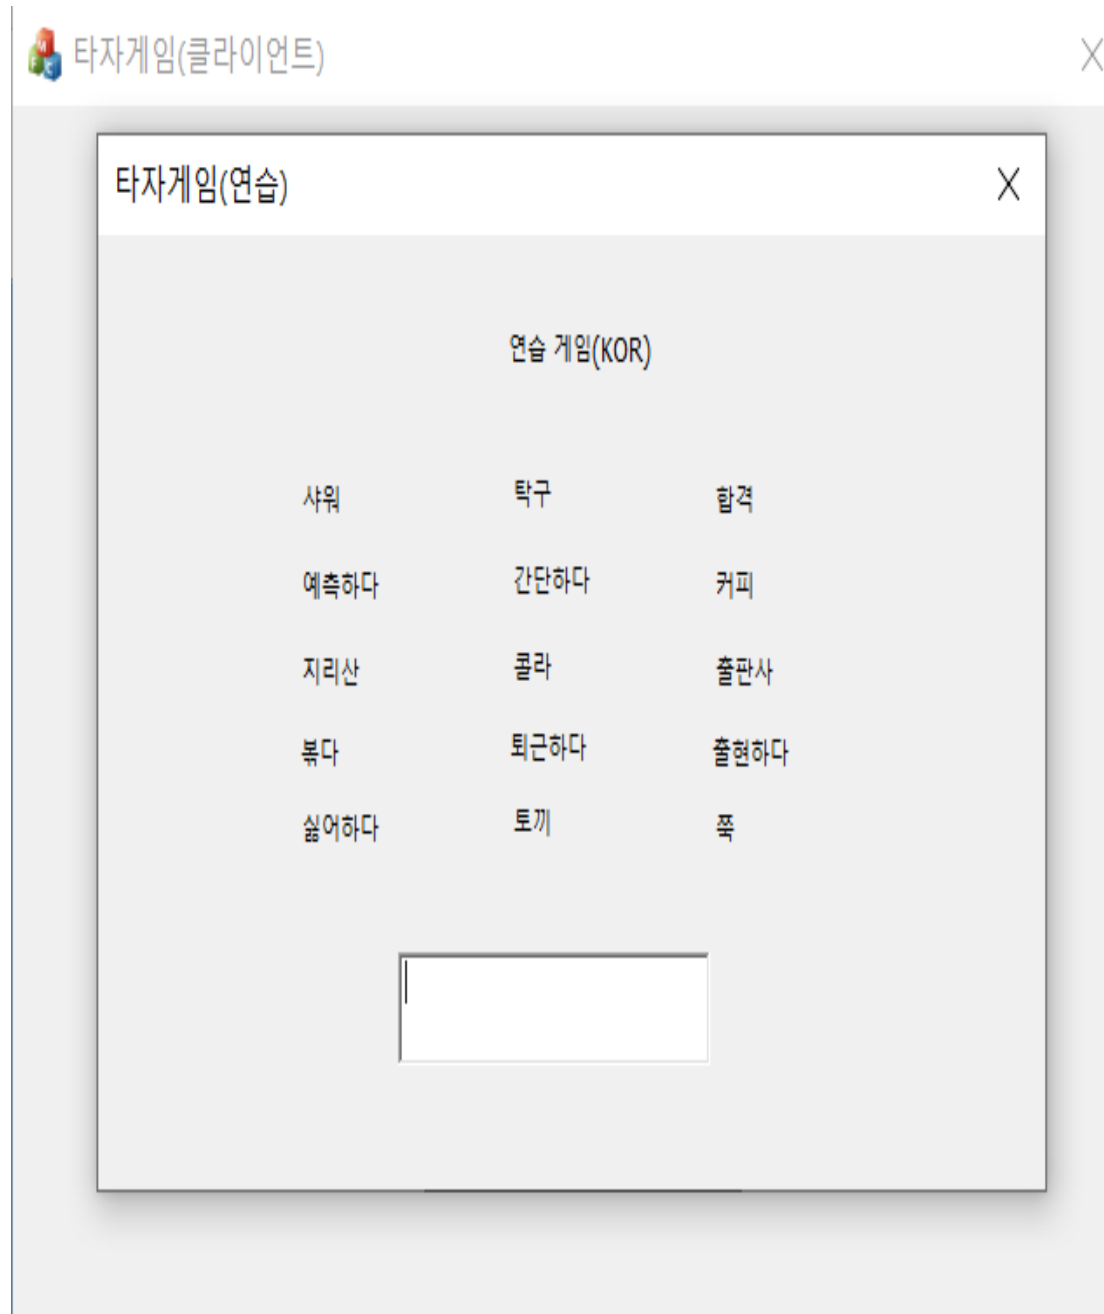 타자게임(클라이언트)
타자게임(연습)
연습 게임(KOR)
샤워 탁구 합격
예측하다 간단하다 커피
지리산 콜라 출판사
볶다 퇴근하다 출현하다
싫어하다 토끼 쭉